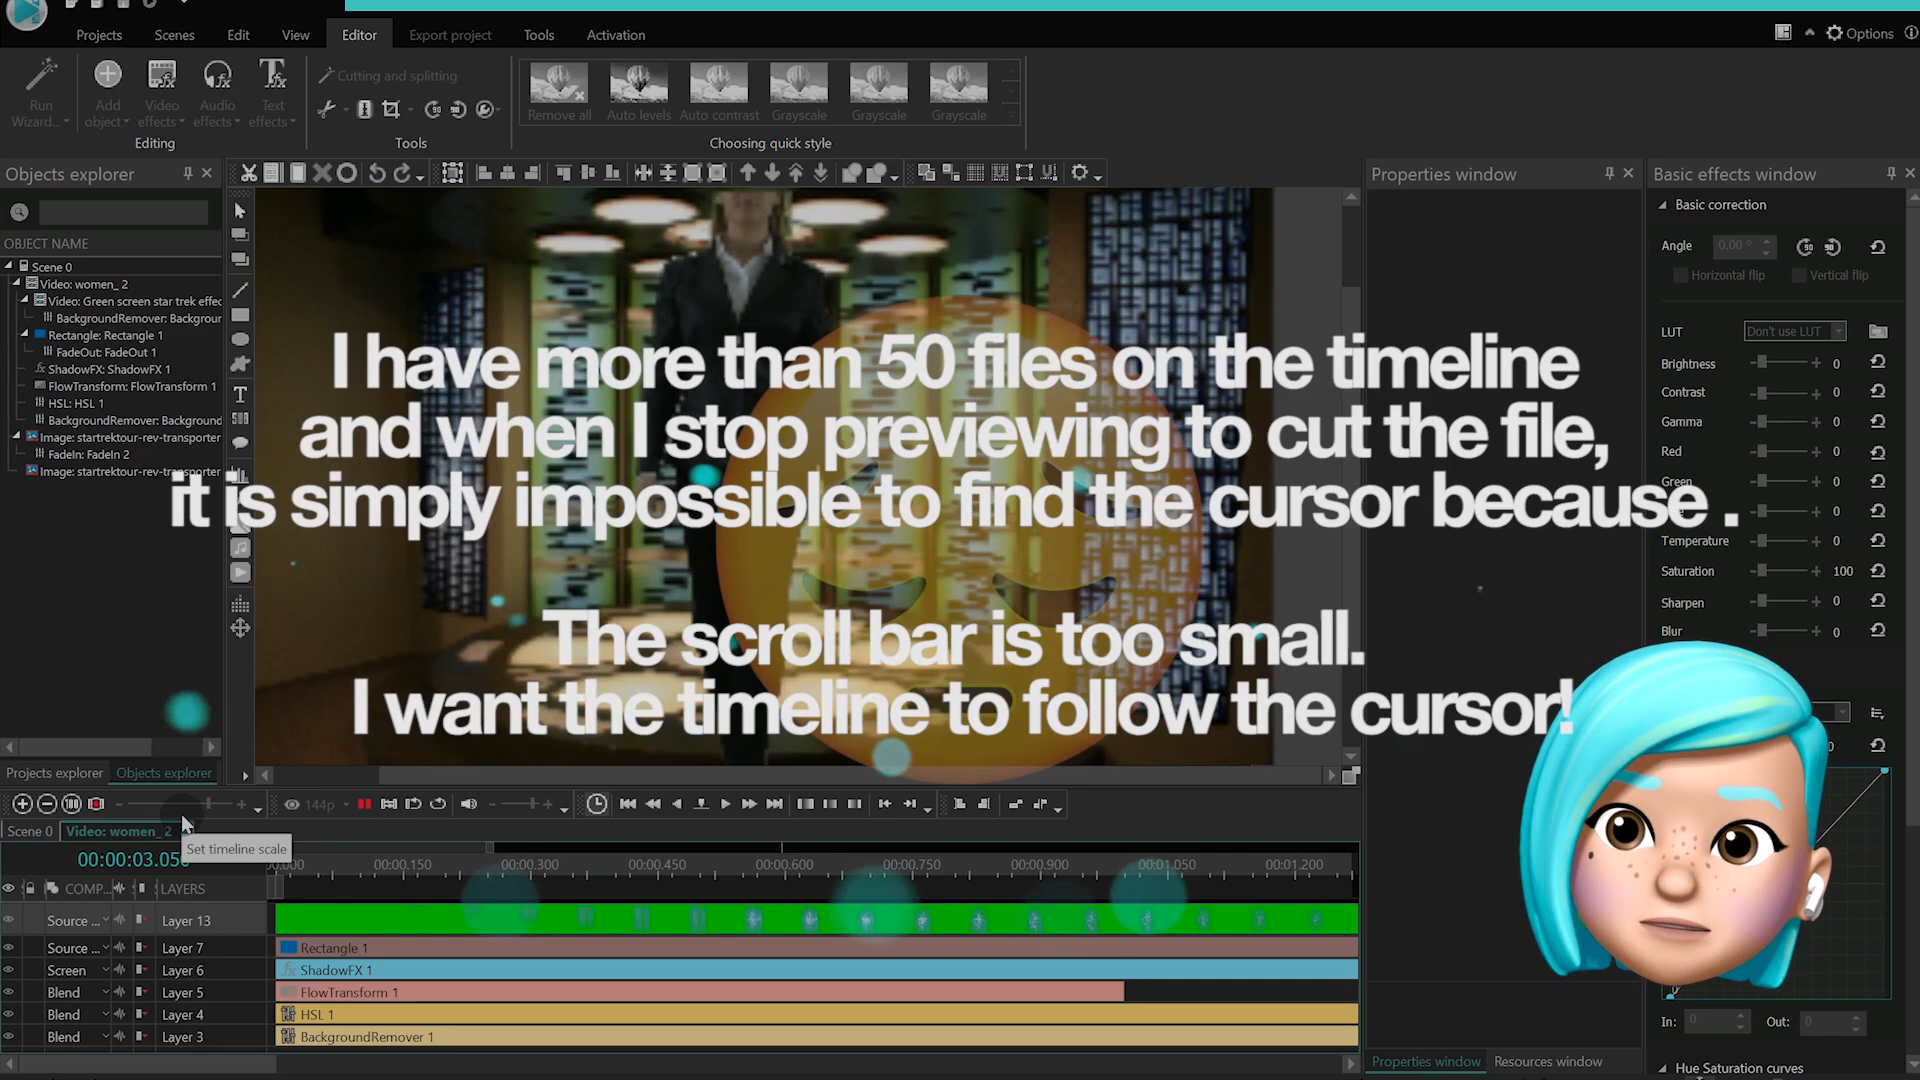 Projects
Scenes
Edit
View
Editor
Export project
Tools
Activation
Options
Run Wizard...
Add object
Video effects
Audio effects
Text effects
Editing
Cutting and splitting
Tools
Remove all
Auto levels
Auto contrast
Grayscale
Grayscale
Grayscale
Choosing quick style
Objects explorer
OBJECT NAME
Scene 0
Video: women_ 2
Video: Green screen star trek effec
BackgroundRemover: Backgrour
Rectangle: Rectangle 1
FadeOut: FadeOut 1
ShadowFX: ShadowFX 1
FlowTransform: FlowTransform 1
HSL: HSL 1
BackgroundRemover: Background
Image: startrektour-rev-transporter
FadeIn: FadeIn 2
Image: startrektour-rev-transporter
Projects explorer
Objects explorer
I have more than 50 files on the timeline
and when I stop previewing to cut the file,
it is simply impossible to find the cursor because .
The scroll bar is too small.
I want the timeline to follow the cursor!
Properties window
Basic effects window
Basic correction
Angle
0.00 °
Horizontal flip
Vertical flip
LUT
Don't use LUT
Brightness
0
Contrast
0
Gamma
0
Red
0
Green
0
0
Temperature
0
Saturation
100
Sharpen
0
Blur
0
In: 0
Out: 0
Properties window
Resources window
Hue Saturation curves
144p
Scene 0
Video: women_ 2
Set timeline scale
00:00:03.050
00:00.150
00:00.300
00:00.450
00:00.600
00:00.750
00:00.900
00:01.050
00:01.200
COMP...
LAYERS
Source ...
Layer 13
Source ...
Layer 7
Rectangle 1
Screen
Layer 6
ShadowFX 1
Blend
Layer 5
FlowTransform 1
Blend
Layer 4
HSL 1
Blend
Layer 3
BackgroundRemover 1